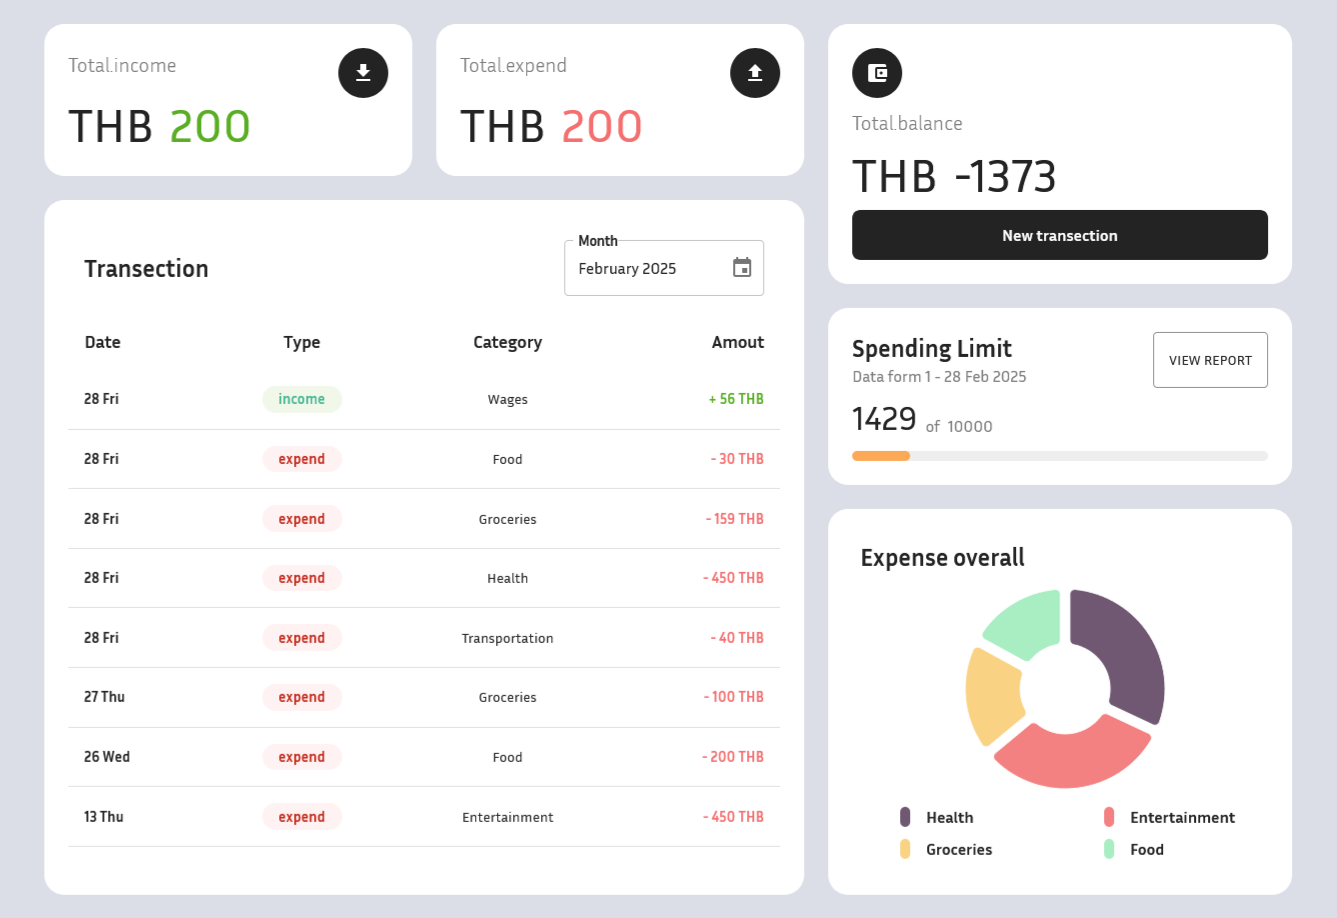 Total.income
THB 200
Total.expend
THB 200
Total.balance
THB -1373
New transection
Transection
Month
February 2025
Date Type Category Amout
28 Fri income Wages + 56 THB
28 Fri expend Food - 30 THB
28 Fri expend Groceries - 159 THB
28 Fri expend Health - 450 THB
28 Fri expend Transportation - 40 THB
27 Thu expend Groceries - 100 THB
26 Wed expend Food - 200 THB
13 Thu expend Entertainment - 450 THB
Spending Limit
VIEW REPORT
Data form 1 - 28 Feb 2025
1429 of 10000
Expense overall
Health Entertainment
Groceries Food